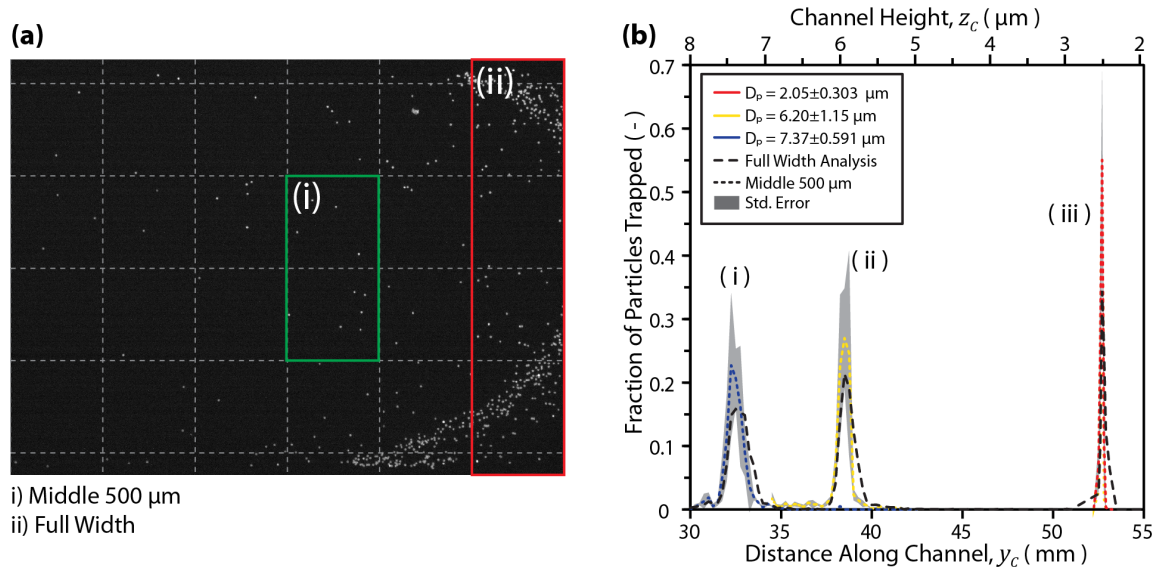 (a)
(ii)
(i)
i) Middle 500 μm
ii) Full Width
(b)
Channel Height, z_C ( μm )
8 7 6 5 4 3 2
0.7
0.6
0.5
0.4
0.3
0.2
0.1
0
Fraction of Particles Trapped ( - )
Dₚ = 2.05±0.303 μm
Dₚ = 6.20±1.15 μm
Dₚ = 7.37±0.591 μm
Full Width Analysis
Middle 500 μm
Std. Error
( i )
( ii )
( iii )
30 35 40 45 50 55
Distance Along Channel, y_C ( mm )